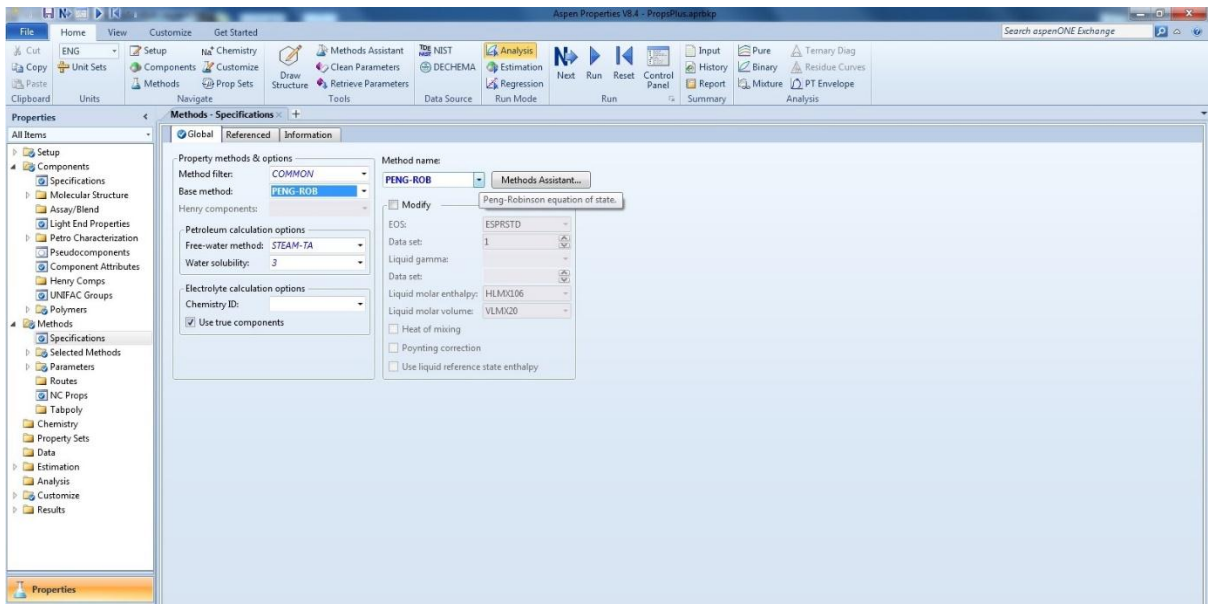 Aspen Properties V8.4 - PropsPlus.aprbkp
File Home View Customize Get Started Search aspenONE Exchange
Cut ENG Setup Na⁺ Chemistry Methods Assistant NIST Analysis Input Pure Ternary Diag
Copy Unit Sets Components Customize Clean Parameters DECHEMA Estimation History Binary Residue Curves
Paste Methods Prop Sets Draw Structure Retrieve Parameters Regression Next Run Reset Control Panel Report Mixture PT Envelope
Clipboard Units Navigate Tools Data Source Run Mode Run Summary Analysis
Properties
All Items
Setup
Components
Specifications
Molecular Structure
Assay/Blend
Light End Properties
Petro Characterization
Pseudocomponents
Component Attributes
Henry Comps
UNIFAC Groups
Polymers
Methods
Specifications
Selected Methods
Parameters
Routes
NC Props
Tabpoly
Chemistry
Property Sets
Data
Estimation
Analysis
Customize
Results
Properties
Methods - Specifications
Global Referenced Information
Property methods & options
Method filter: COMMON
Base method: PENG-ROB
Henry components:
Petroleum calculation options
Free-water method: STEAM-TA
Water solubility: 3
Electrolyte calculation options
Chemistry ID:
Use true components
Method name:
PENG-ROB Methods Assistant...
Peng-Robinson equation of state.
Modify
EOS: ESPRSTD
Data set: 1
Liquid gamma:
Data set:
Liquid molar enthalpy: HLMX106
Liquid molar volume: VLMX20
Heat of mixing
Poynting correction
Use liquid reference state enthalpy